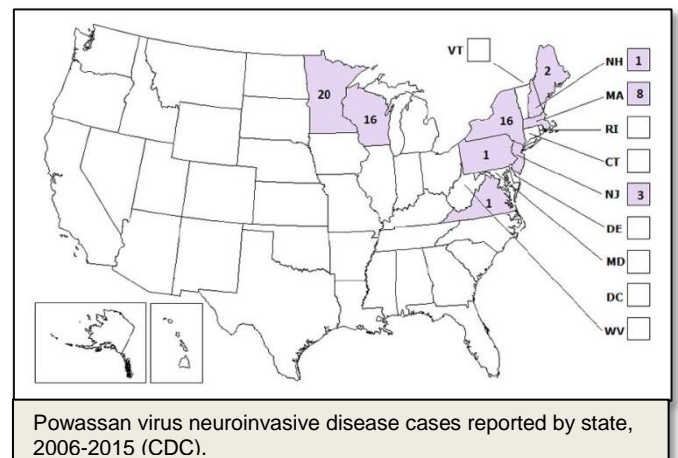 VT
NH 1
2
MA 8
20
16
16
RI
CT
1
NJ 3
1
DE
MD
DC
WV
Powassan virus neuroinvasive disease cases reported by state,
2006-2015 (CDC).